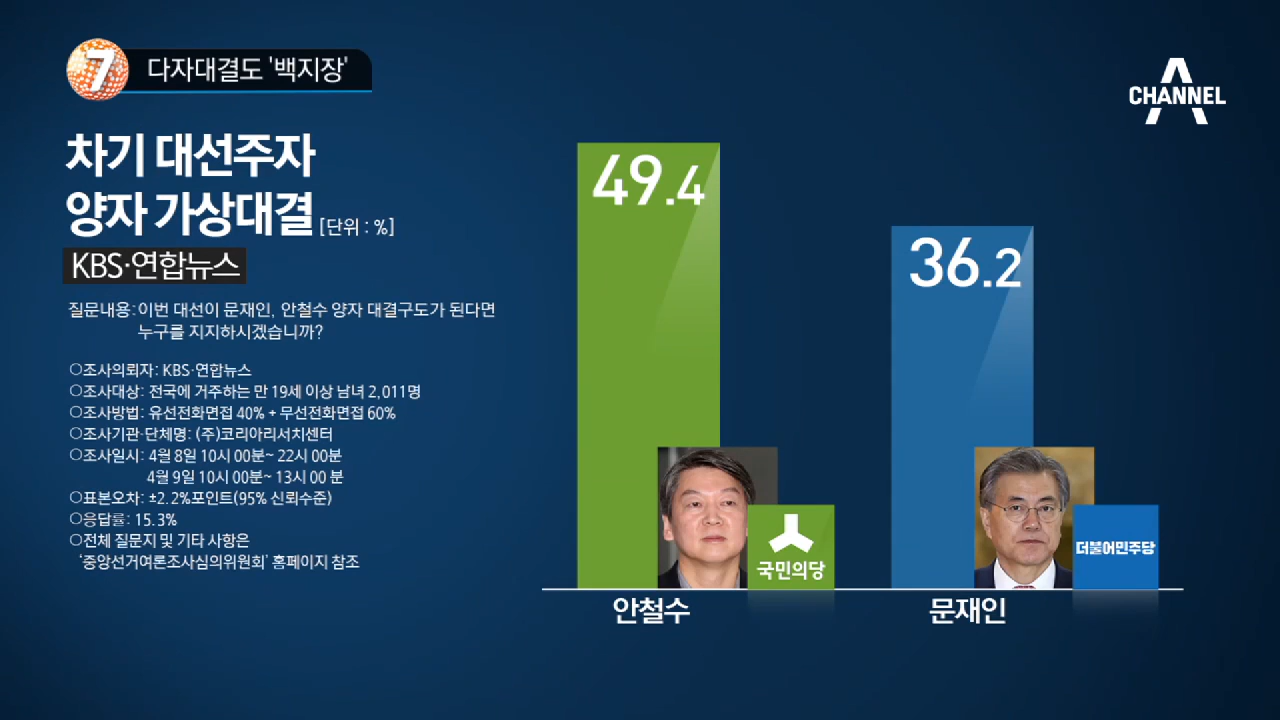 7 다자대결도 '백지장'
CHANNEL A
차기 대선주자
양자 가상대결 [단위 : %]
KBS·연합뉴스
질문내용:이번 대선이 문재인, 안철수 양자 대결구도가 된다면
누구를 지지하시겠습니까?
○조사의뢰자: KBS·연합뉴스
○조사대상: 전국에 거주하는 만 19세 이상 남녀 2,011명
○조사방법: 유선전화면접 40% + 무선전화면접 60%
○조사기관·단체명: (주)코리아리서치센터
○조사일시: 4월 8일 10시 00분~ 22시 00분
4월 9일 10시 00분~ 13시 00 분
○표본오차: ±2.2%포인트(95% 신뢰수준)
○응답률: 15.3%
○전체 질문지 및 기타 사항은
'중앙선거여론조사심의위원회' 홈페이지 참조
49.4
36.2
국민의당
더불어민주당
안철수
문재인